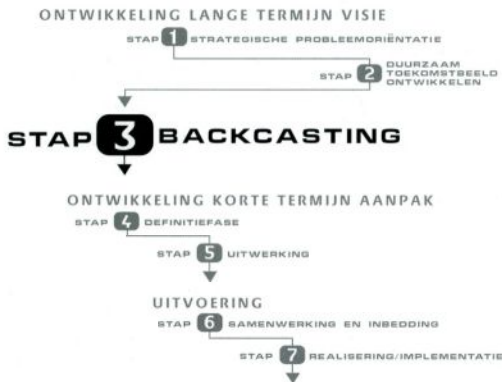 ONTWIKKELING LANGE TERMIJN VISIE
STAP 1 STRATEGISCHE PROBLEEMORIËNTATIE
STAP 2 DUURZAAM
TOEKOMSTBEELD
ONTWIKKELEN
STAP 3 BACKCASTING
ONTWIKKELING KORTE TERMIJN AANPAK
STAP 4 DEFINITIEFASE
STAP 5 UITWERKING
UITVOERING
STAP 6 SAMENWERKING EN INBEDDING
STAP 7 REALISERING/IMPLEMENTATIE